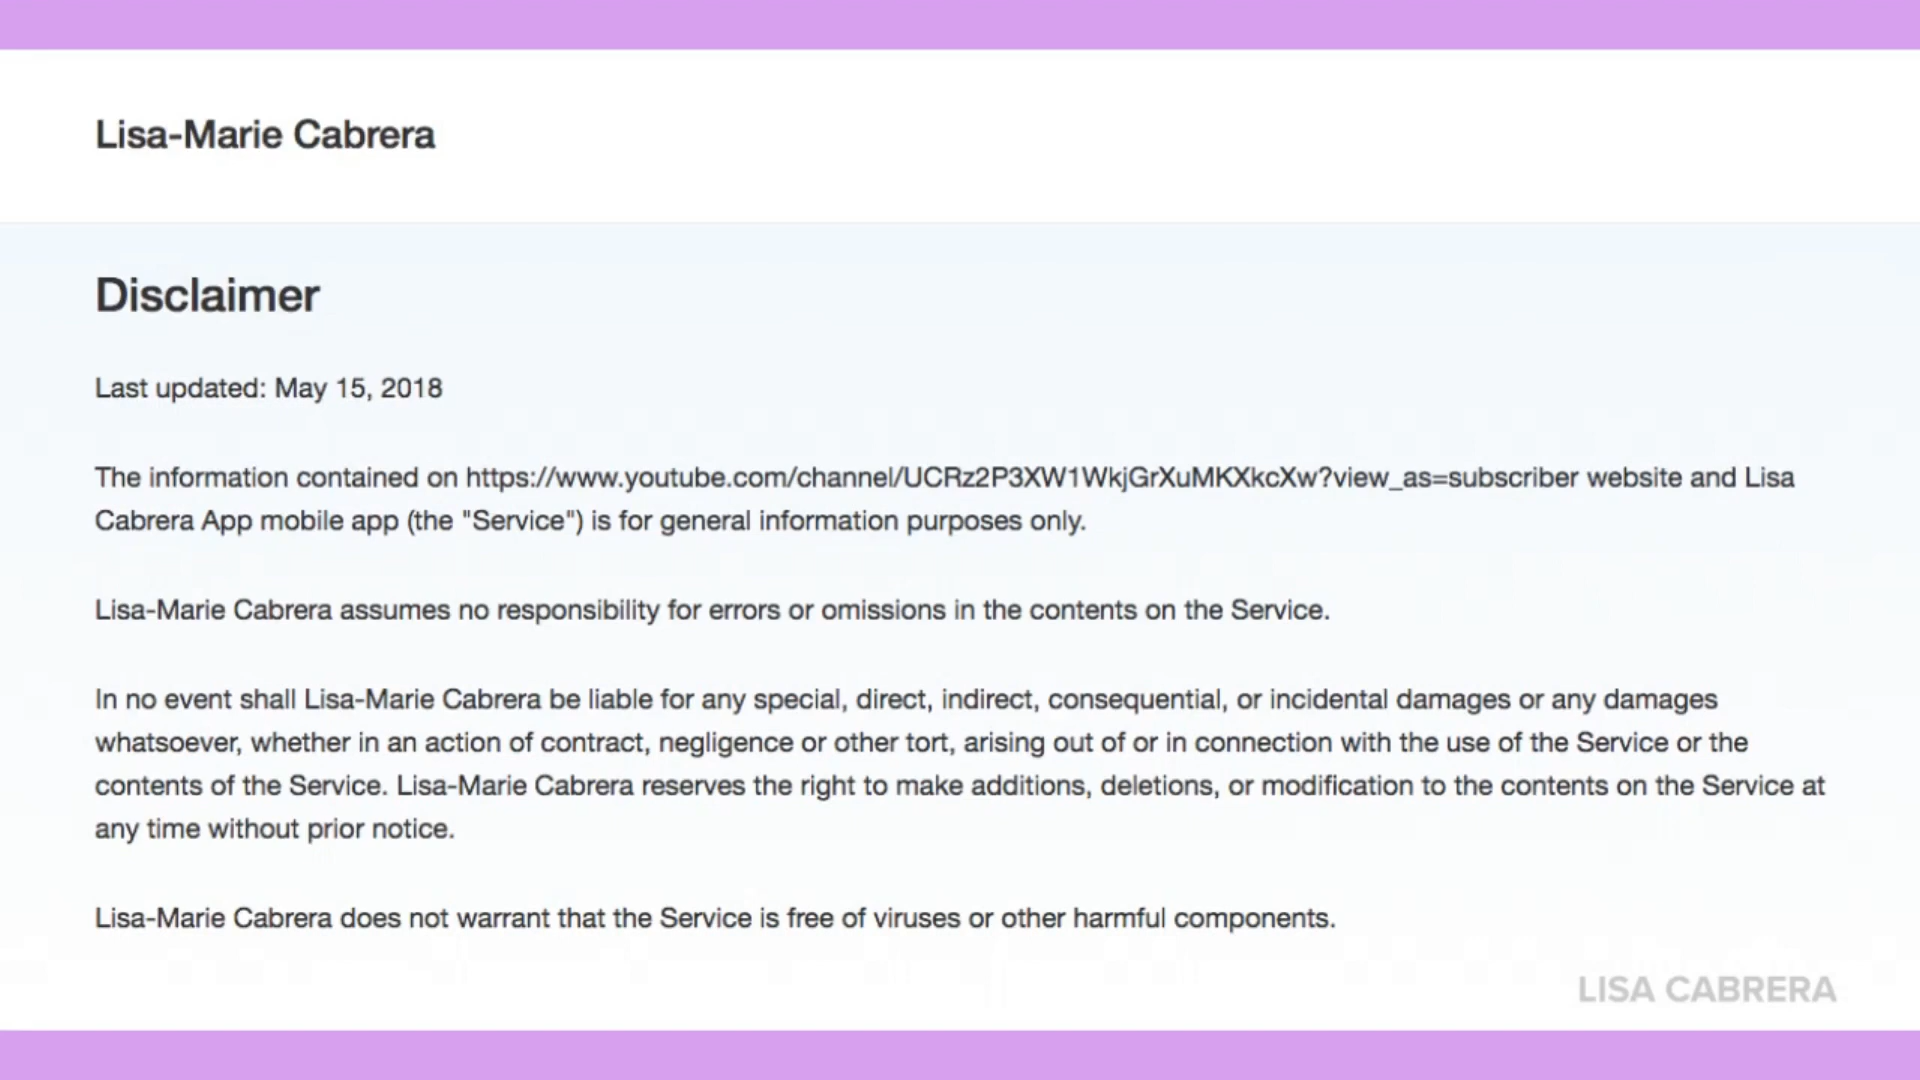 Lisa-Marie Cabrera
Disclaimer
Last updated: May 15, 2018
The information contained on https://www.youtube.com/channel/UCRz2P3XW1WkjGrXuMKXkcXw?view_as=subscriber website and Lisa
Cabrera App mobile app (the "Service") is for general information purposes only.
Lisa-Marie Cabrera assumes no responsibility for errors or omissions in the contents on the Service.
In no event shall Lisa-Marie Cabrera be liable for any special, direct, indirect, consequential, or incidental damages or any damages
whatsoever, whether in an action of contract, negligence or other tort, arising out of or in connection with the use of the Service or the
contents of the Service. Lisa-Marie Cabrera reserves the right to make additions, deletions, or modification to the contents on the Service at
any time without prior notice.
Lisa-Marie Cabrera does not warrant that the Service is free of viruses or other harmful components.
LISA CABRERA